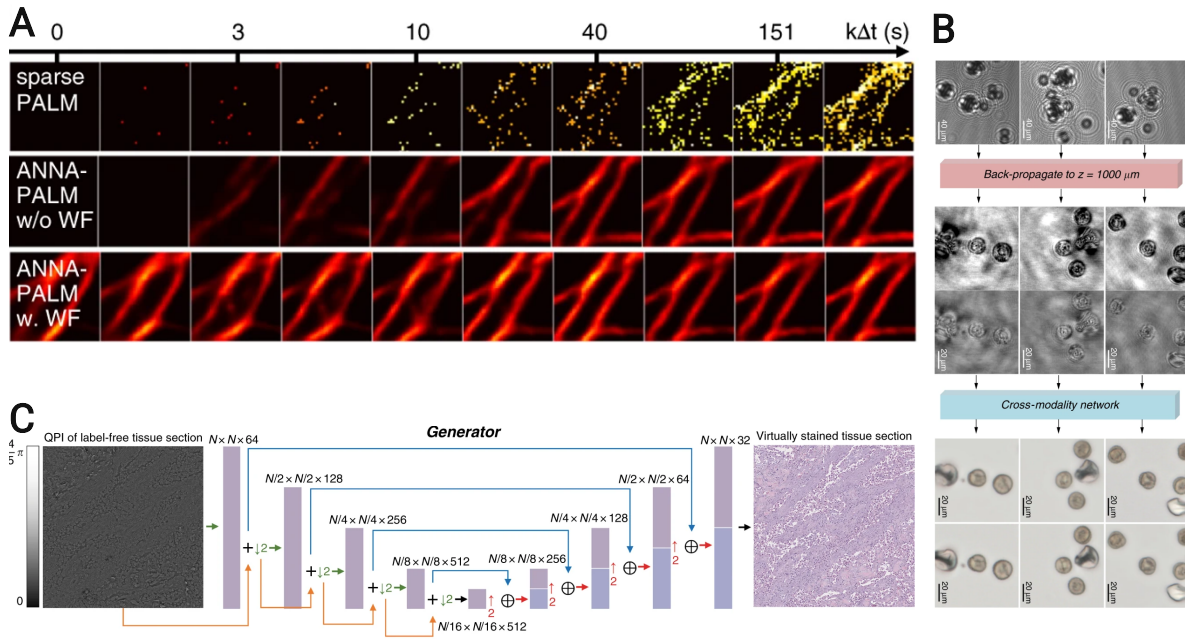 A
0 3 10 40 151 kΔt (s)
sparse
PALM
ANNA-
PALM
w/o WF
ANNA-
PALM
w. WF
B
40 μm 40 μm 40 μm
Back-propagate to z = 1000 μm
20 μm 20 μm 20 μm
Cross-modality network
20 μm 20 μm 20 μm
20 μm 20 μm 20 μm
C
QPI of label-free tissue section
Generator
Virtually stained tissue section
4
5 π
0
N × N × 64
N/2 × N/2 × 128
N/4 × N/4 × 256
N/8 × N/8 × 512
N/16 × N/16 × 512
N/8 × N/8 × 256
N/4 × N/4 × 128
N/2 × N/2 × 64
N × N × 32
+ ↓2
+ ↓2
+ ↓2
+ ↓2
↑2 ⊕
↑2 ⊕
↑2 ⊕
↑2 ⊕